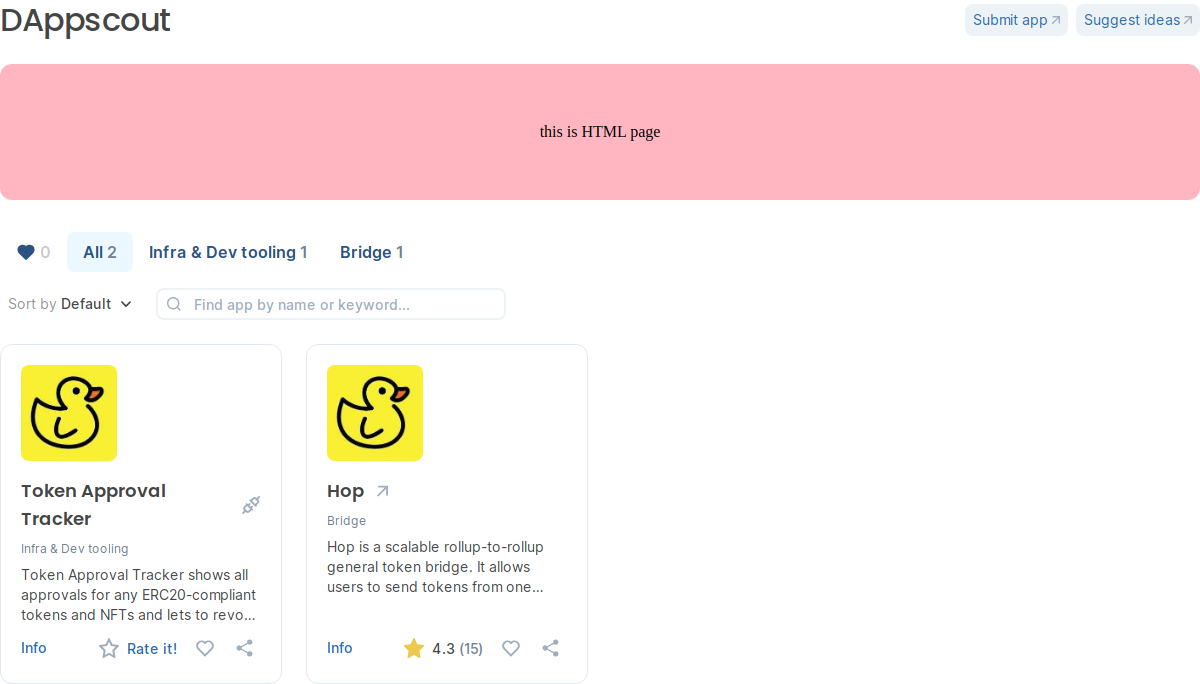 DAppscout
Submit app
Suggest ideas
this is HTML page
0
All 2
Infra & Dev tooling 1
Bridge 1
Sort by Default
Find app by name or keyword...
Token Approval
Tracker
Infra & Dev tooling
Token Approval Tracker shows all
approvals for any ERC20-compliant
tokens and NFTs and lets to revo...
Info
Rate it!
Hop
Bridge
Hop is a scalable rollup-to-rollup
general token bridge. It allows
users to send tokens from one...
Info
4.3 (15)